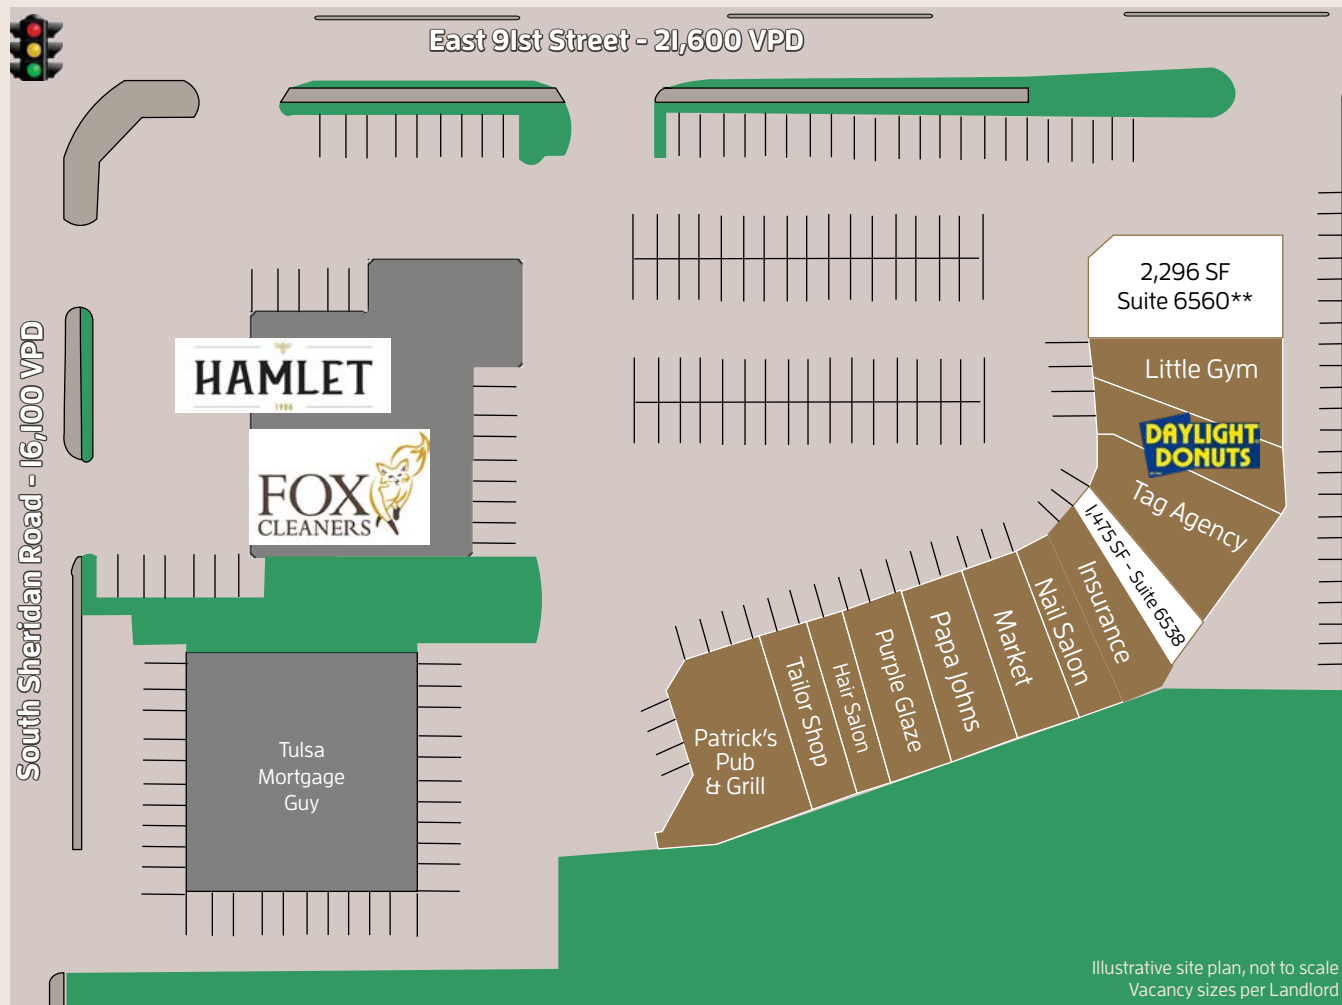 East 91st Street - 21,600 VPD
South Sheridan Road - 16,100 VPD
2,296 SF
Suite 6560**
Little Gym
DAYLIGHT
DONUTS
Tag Agency
1,475 SF - Suite 6538
Insurance
Nail Salon
Market
Papa Johns
Purple Glaze
Hair Salon
Tailor Shop
Patrick's
Pub
& Grill
HAMLET
1986
FOX
CLEANERS
Tulsa
Mortgage
Guy
Illustrative site plan, not to scale
Vacancy sizes per Landlord